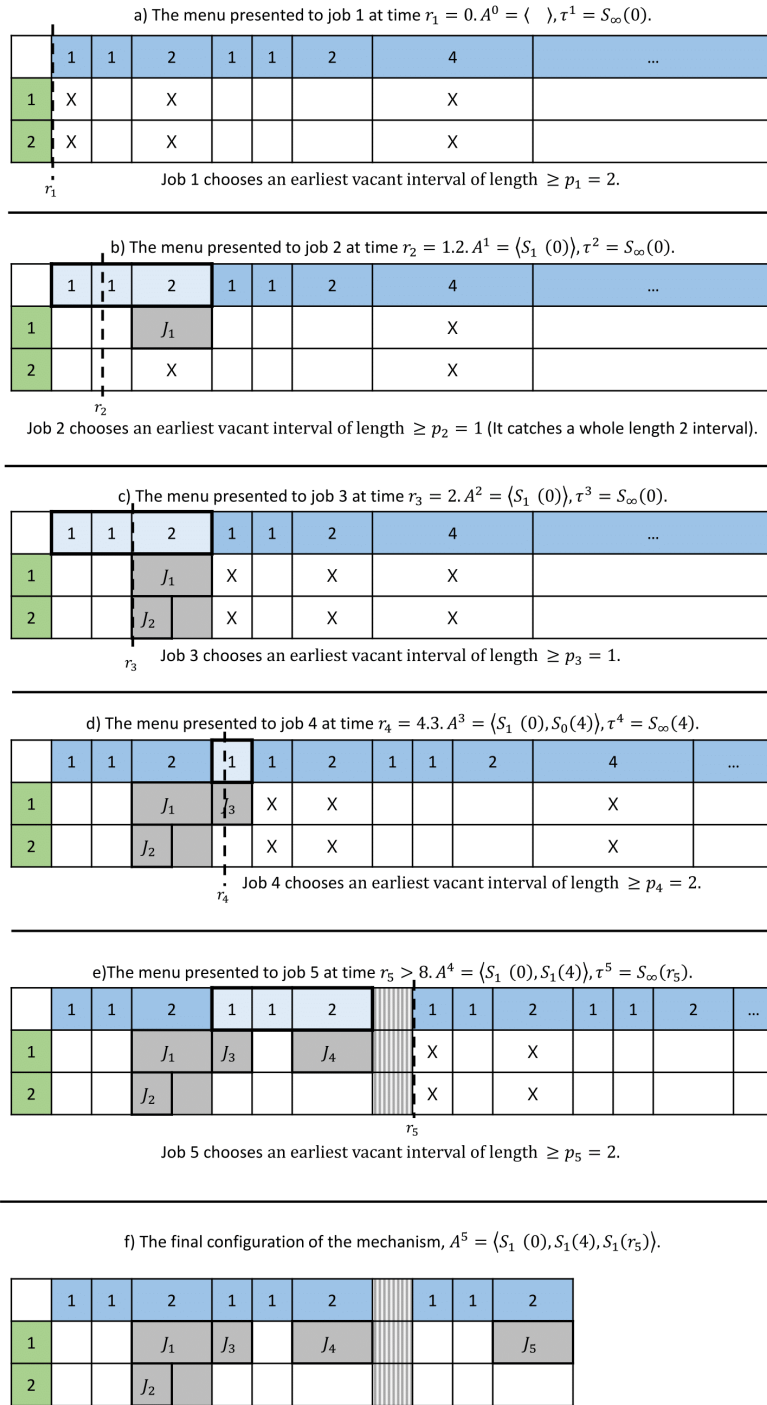 a) The menu presented to job 1 at time r₁ = 0. A⁰ = ⟨ ⟩, τ¹ = S∞(0).
1 1 2 1 1 2 4 ...
1 X X X
2 X X X
r₁
Job 1 chooses an earliest vacant interval of length ≥ p₁ = 2.
b) The menu presented to job 2 at time r₂ = 1.2. A¹ = ⟨S₁ (0)⟩, τ² = S∞(0).
1 1 2 1 1 2 4 ...
1 J₁ X
2 X X
r₂
Job 2 chooses an earliest vacant interval of length ≥ p₂ = 1 (It catches a whole length 2 interval).
c) The menu presented to job 3 at time r₃ = 2. A² = ⟨S₁ (0)⟩, τ³ = S∞(0).
1 1 2 1 1 2 4 ...
1 J₁ X X X
2 J₂ X X X
r₃
Job 3 chooses an earliest vacant interval of length ≥ p₃ = 1.
d) The menu presented to job 4 at time r₄ = 4.3. A³ = ⟨S₁ (0), S₀(4)⟩, τ⁴ = S∞(4).
1 1 2 1 1 2 1 1 2 4 ...
1 J₁ J₃ X X X
2 J₂ X X X
r₄
Job 4 chooses an earliest vacant interval of length ≥ p₄ = 2.
e)The menu presented to job 5 at time r₅ > 8. A⁴ = ⟨S₁ (0), S₁(4)⟩, τ⁵ = S∞(r₅).
1 1 2 1 1 2 1 1 2 1 1 2 ...
1 J₁ J₃ J₄ X X
2 J₂ X X
r₅
Job 5 chooses an earliest vacant interval of length ≥ p₅ = 2.
f) The final configuration of the mechanism, A⁵ = ⟨S₁ (0), S₁(4), S₁(r₅)⟩.
1 1 2 1 1 2 1 1 2
1 J₁ J₃ J₄ J₅
2 J₂